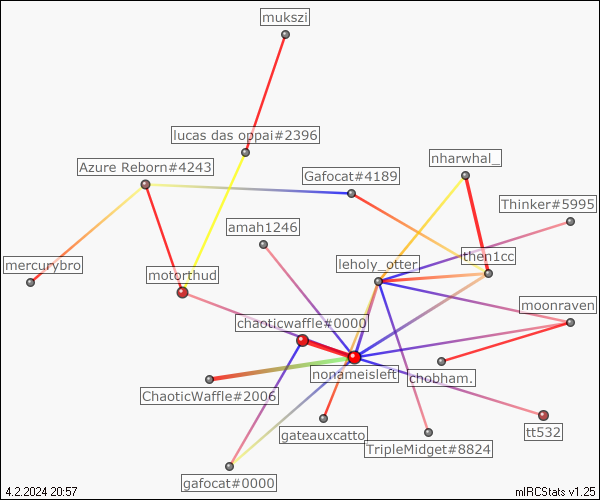 mukszi
lucas das oppai#2396
nharwhal_
Azure Reborn#4243
Gafocat#4189
Thinker#5995
amah1246
then1cc
leholy_otter
mercurybro
motorthud
moonraven
chaoticwaffle#0000
nonameisleft
chobham.
ChaoticWaffle#2006
tt532
gateauxcatto
TripleMidget#8824
gafocat#0000
4.2.2024 20:57
mIRCStats v1.25